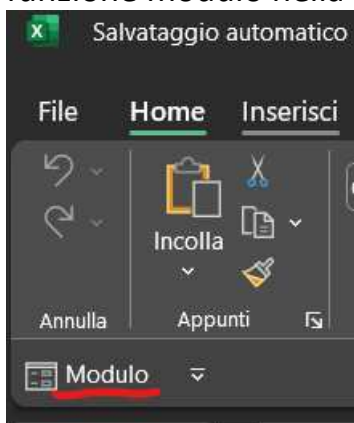 Salvataggio automatico
File Home Inserisci
Incolla
Annulla Appunti
Modulo